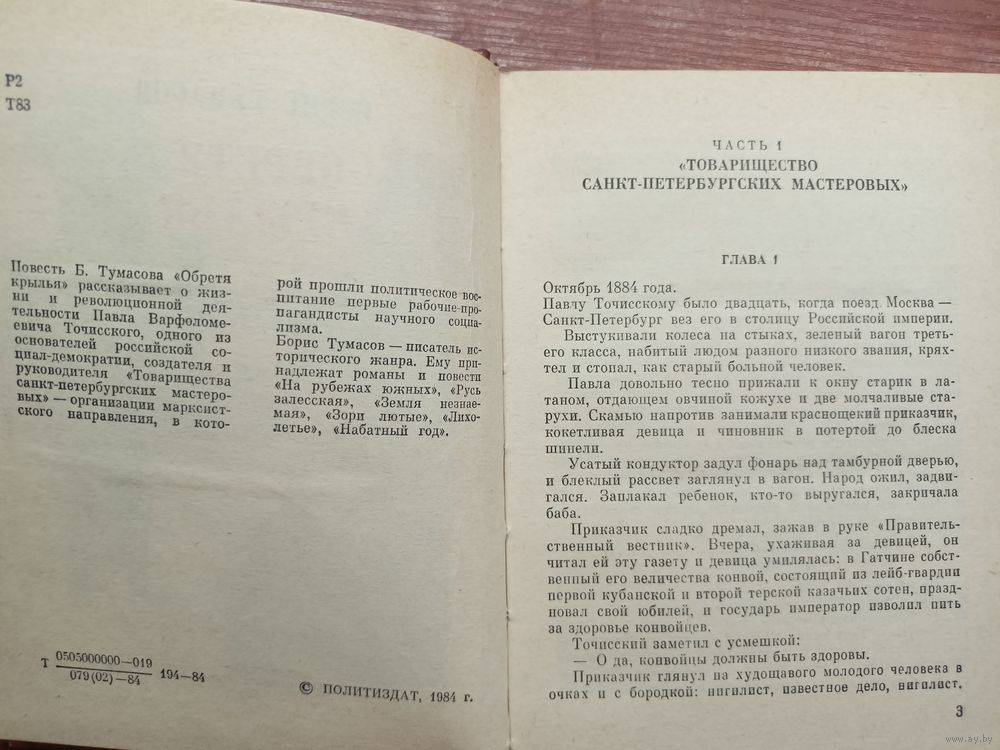 Р2
Т83
Повесть Б. Тумасова «Обретя
крылья» рассказывает о жиз-
ни и революционной дея-
тельности Павла Варфоломе-
евича Точисского, одного из
основателей российской со-
циал-демократии, создателя и
руководителя «Товарищества
санкт-петербургских мастеро-
вых» — организации марксист-
ского направления, в кото-
рой прошли политическое вос-
питание первые рабочие-про-
пагандисты научного социа-
лизма.
Борис Тумасов — писатель ис-
торического жанра. Ему при-
надлежат романы и повести
«На рубежах южных», «Русь
залесская», «Земля незнае-
мая», «Зори лютые», «Лихо-
летье», «Набатный год».
Т 0505000000—019
079(02)—84
194—84
© ПОЛИТИЗДАТ, 1984 г.
ЧАСТЬ 1
«ТОВАРИЩЕСТВО
САНКТ-ПЕТЕРБУРГСКИХ МАСТЕРОВЫХ»
ГЛАВА 1
Октябрь 1884 года.
Павлу Точисскому было двадцать, когда поезд Москва —
Санкт-Петербург вез его в столицу Российской империи.
Выстукивали колеса на стыках, зеленый вагон треть-
его класса, набитый людом разного низкого звания, крях-
тел и стонал, как старый больной человек.
Павла довольно тесно прижали к окну старик в ла-
таном, отдающем овчиной кожухе и две молчаливые ста-
рухи. Скамью напротив занимали краснощекий приказчик,
кокетливая девица и чиновник в потертой до блеска
шинели.
Усатый кондуктор задул фонарь над тамбурной дверью,
и блеклый рассвет заглянул в вагон. Народ ожил, задви-
гался. Заплакал ребенок, кто-то выругался, закричала
баба.
Приказчик сладко дремал, зажав в руке «Правитель-
ственный вестник». Вчера, ухаживая за девицей, он
читал ей эту газету и девица умилялась: в Гатчине собст-
венный его величества конвой, состоящий из лейб-гвардии
первой кубанской и второй терской казачьих сотен, празд-
новал свой юбилей, и государь император изволил пить
за здоровье конвойцев.
Точисский заметил с усмешкой:
— О да, конвойцы должны быть здоровы.
Приказчик глянул на худощавого молодого человека в
очках и с бородкой: нигилист, известное дело, нигилист,
3
www.ay.by